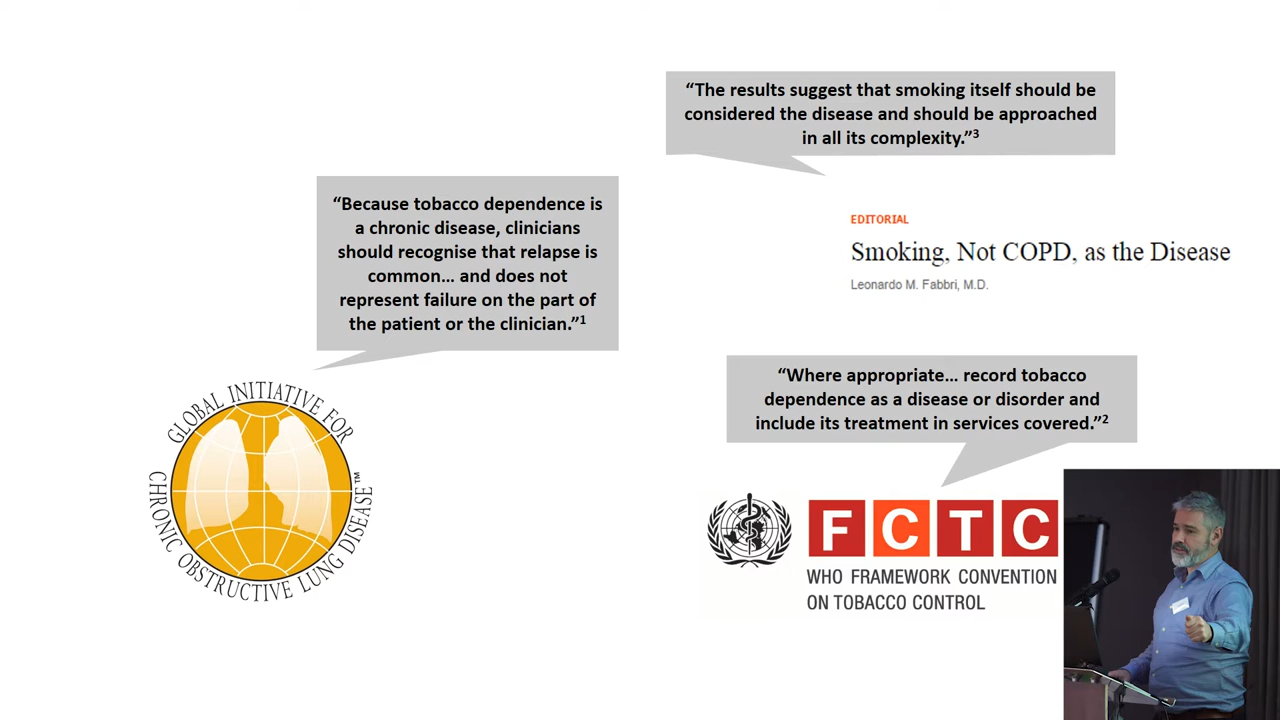 “The results suggest that smoking itself should be
considered the disease and should be approached
in all its complexity.”3
EDITORIAL
Smoking, Not COPD, as the Disease
Leonardo M. Fabbri, M.D.
“Because tobacco dependence is
a chronic disease, clinicians
should recognise that relapse is
common… and does not
represent failure on the part of
the patient or the clinician.”1
GLOBAL INITIATIVE FOR
CHRONIC OBSTRUCTIVE LUNG DISEASE™
“Where appropriate… record tobacco
dependence as a disease or disorder and
include its treatment in services covered.”2
FCTC
WHO FRAMEWORK CONVENTION
ON TOBACCO CONTROL